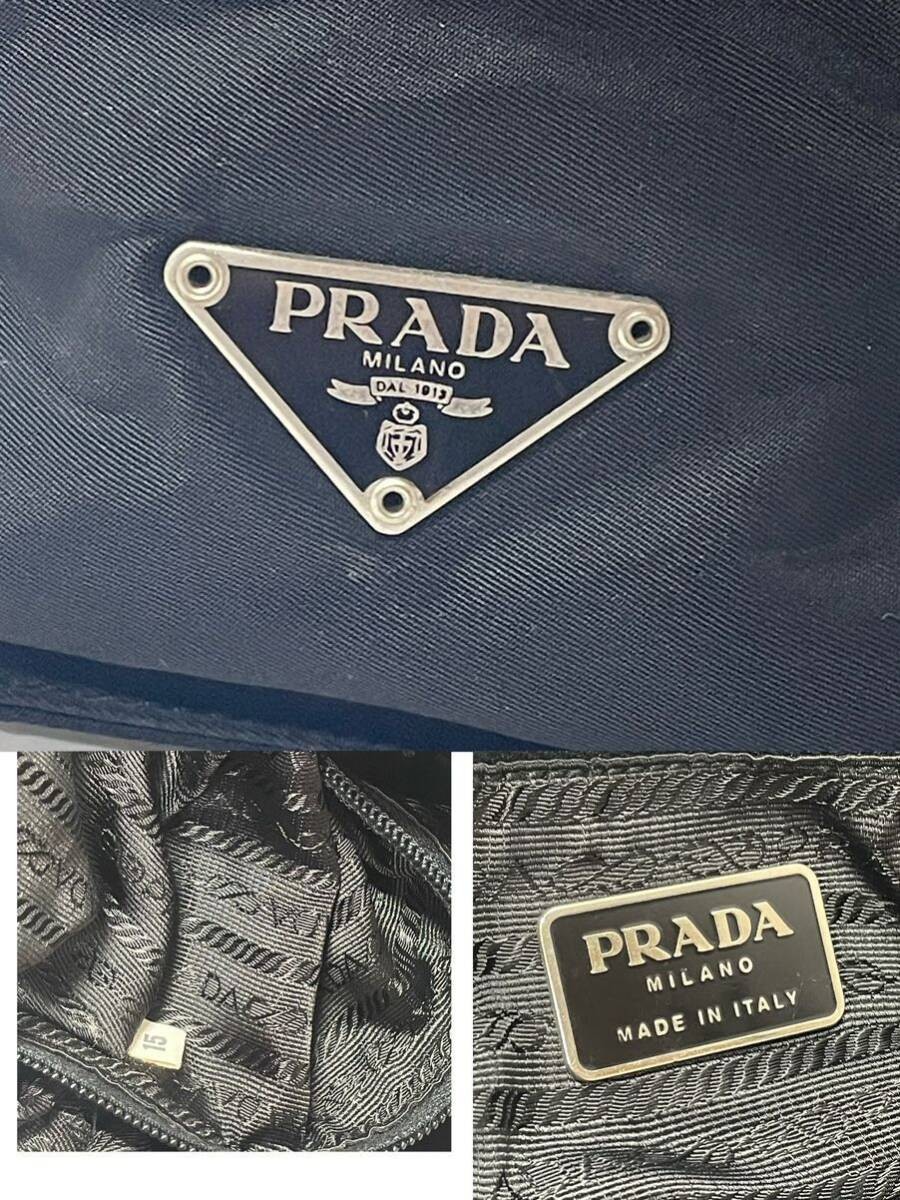 PRADA
MILANO
DAL 1913
15
PRADA
MILANO
MADE IN ITALY